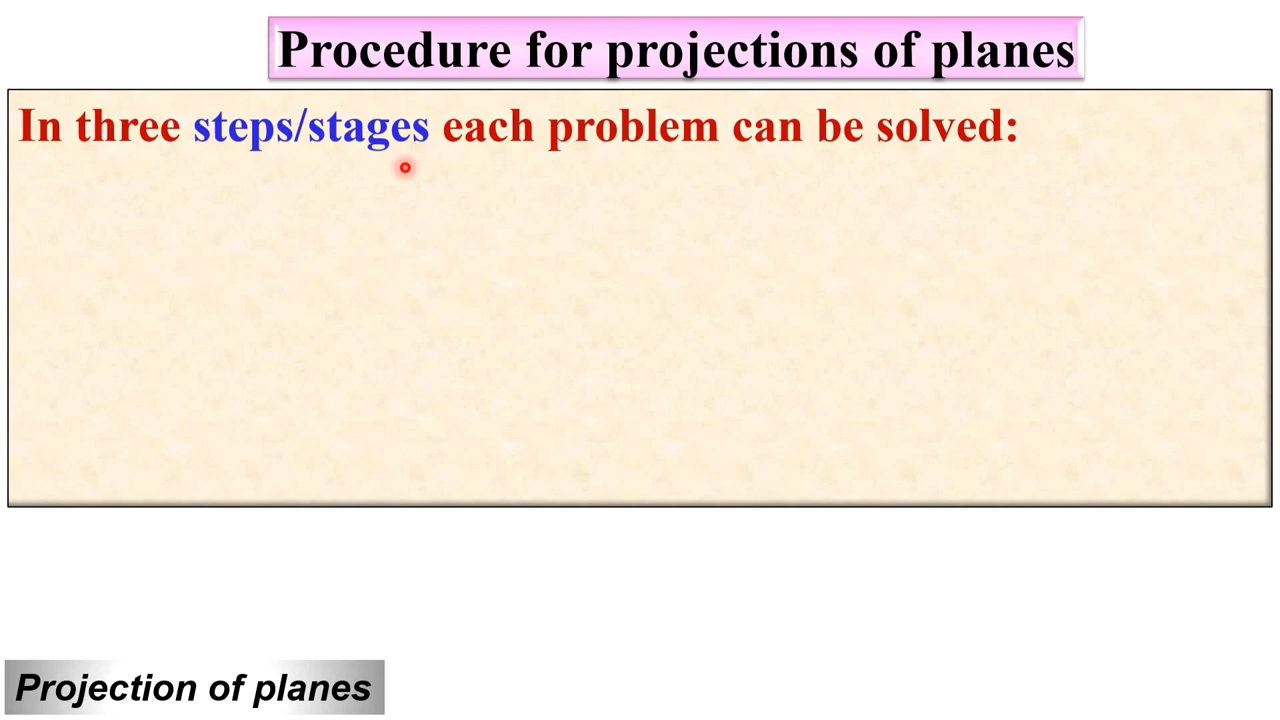 Procedure for projections of planes
In three steps/stages each problem can be solved:
Projection of planes